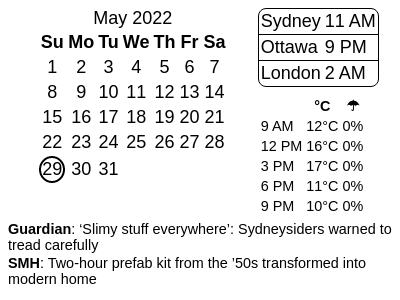 May 2022
Su Mo Tu We Th Fr Sa
1 2 3 4 5 6 7
8 9 10 11 12 13 14
15 16 17 18 19 20 21
22 23 24 25 26 27 28
29 30 31
Sydney 11 AM
Ottawa 9 PM
London 2 AM
°C ☂
9 AM 12°C 0%
12 PM 16°C 0%
3 PM 17°C 0%
6 PM 11°C 0%
9 PM 10°C 0%
Guardian: ‘Slimy stuff everywhere’: Sydneysiders warned to
tread carefully
SMH: Two-hour prefab kit from the ’50s transformed into
modern home